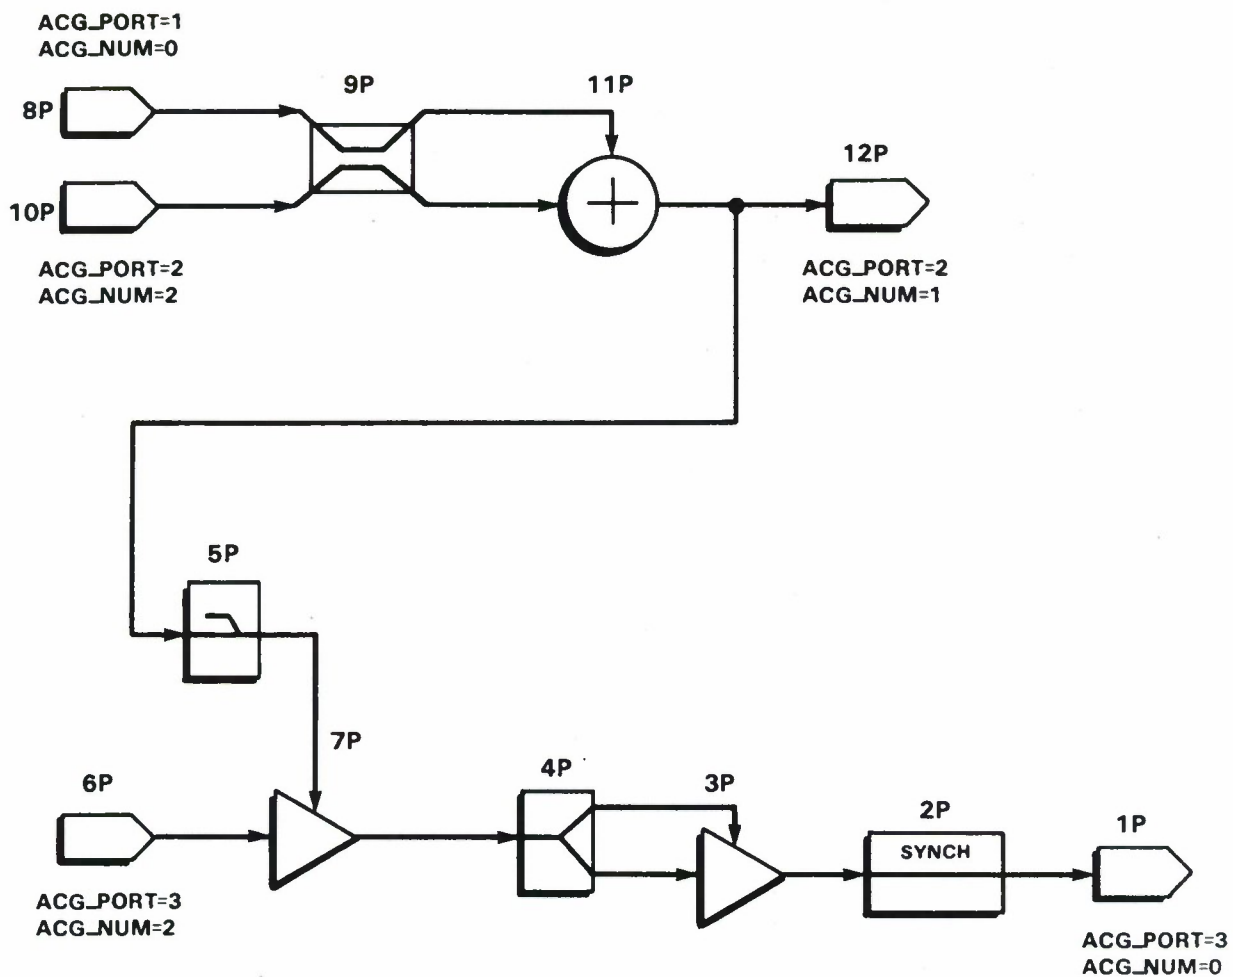 ACG_PORT=1
ACG_NUM=0
8P
9P
11P
12P
10P
ACG_PORT=2
ACG_NUM=2
ACG_PORT=2
ACG_NUM=1
5P
7P
6P
4P
3P
2P
SYNCH
1P
ACG_PORT=3
ACG_NUM=2
ACG_PORT=3
ACG_NUM=0